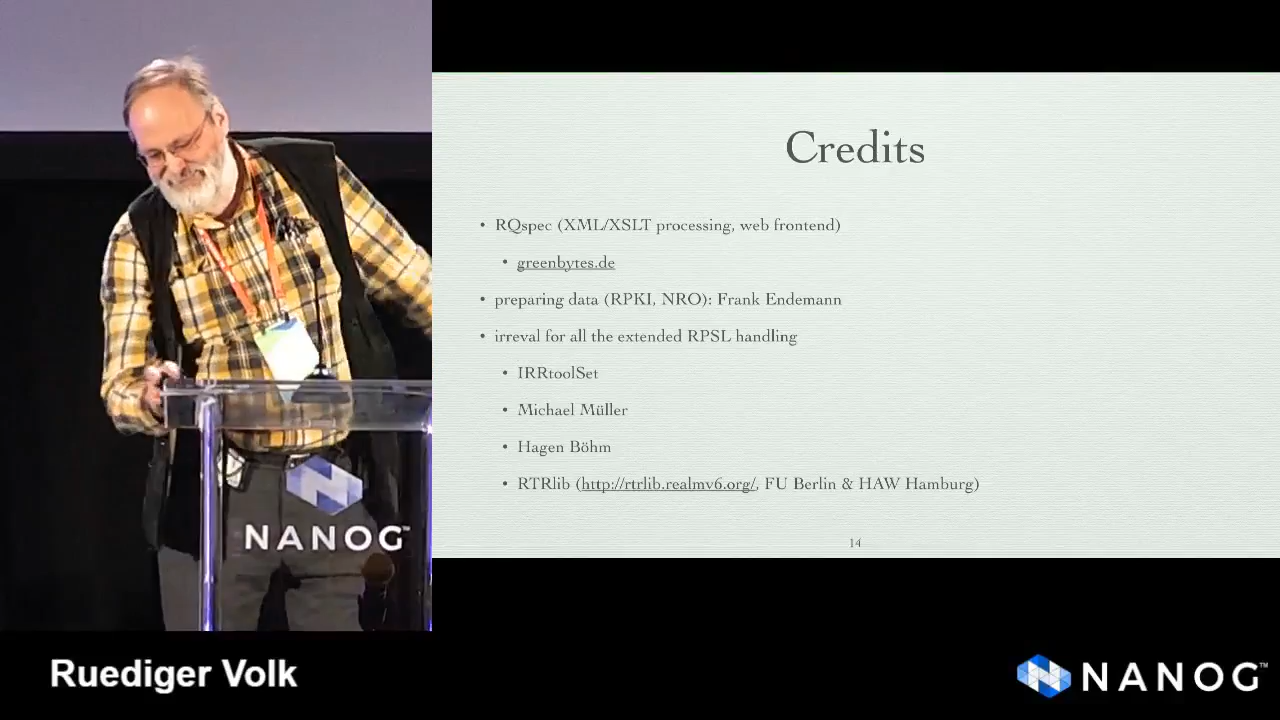 Credits
• RQspec (XML/XSLT processing, web frontend)
• greenbytes.de
• preparing data (RPKI, NRO): Frank Endemann
• irreval for all the extended RPSL handling
• IRRtoolSet
• Michael Müller
• Hagen Böhm
• RTRlib (http://rtrlib.realmv6.org/, FU Berlin & HAW Hamburg)
14
NANOG™
Ruediger Volk
NANOG™